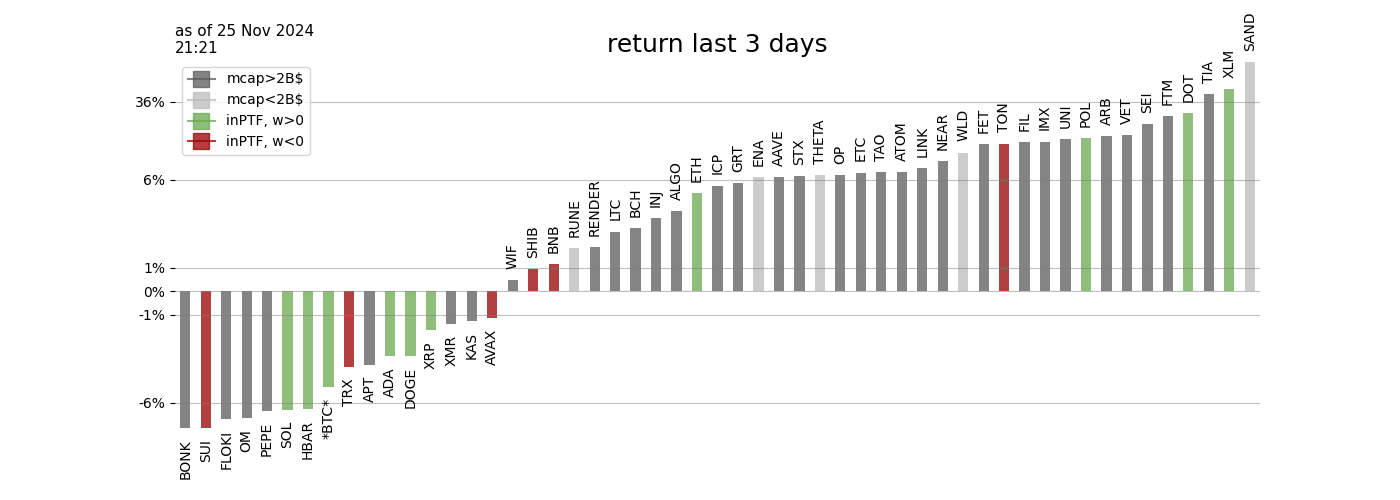 as of 25 Nov 2024
21:21
return last 3 days
mcap>2B$
mcap<2B$
inPTF, w>0
inPTF, w<0
36%
6%
1%
0%
-1%
-6%
BONK
SUI
FLOKI
OM
PEPE
SOL
HBAR
*BTC*
TRX
APT
ADA
DOGE
XRP
XMR
KAS
AVAX
WIF
SHIB
BNB
RUNE
RENDER
LTC
BCH
INJ
ALGO
ETH
ICP
GRT
ENA
AAVE
STX
THETA
OP
ETC
TAO
ATOM
LINK
NEAR
WLD
FET
TON
FIL
IMX
UNI
POL
ARB
VET
SEI
FTM
DOT
TIA
XLM
SAND